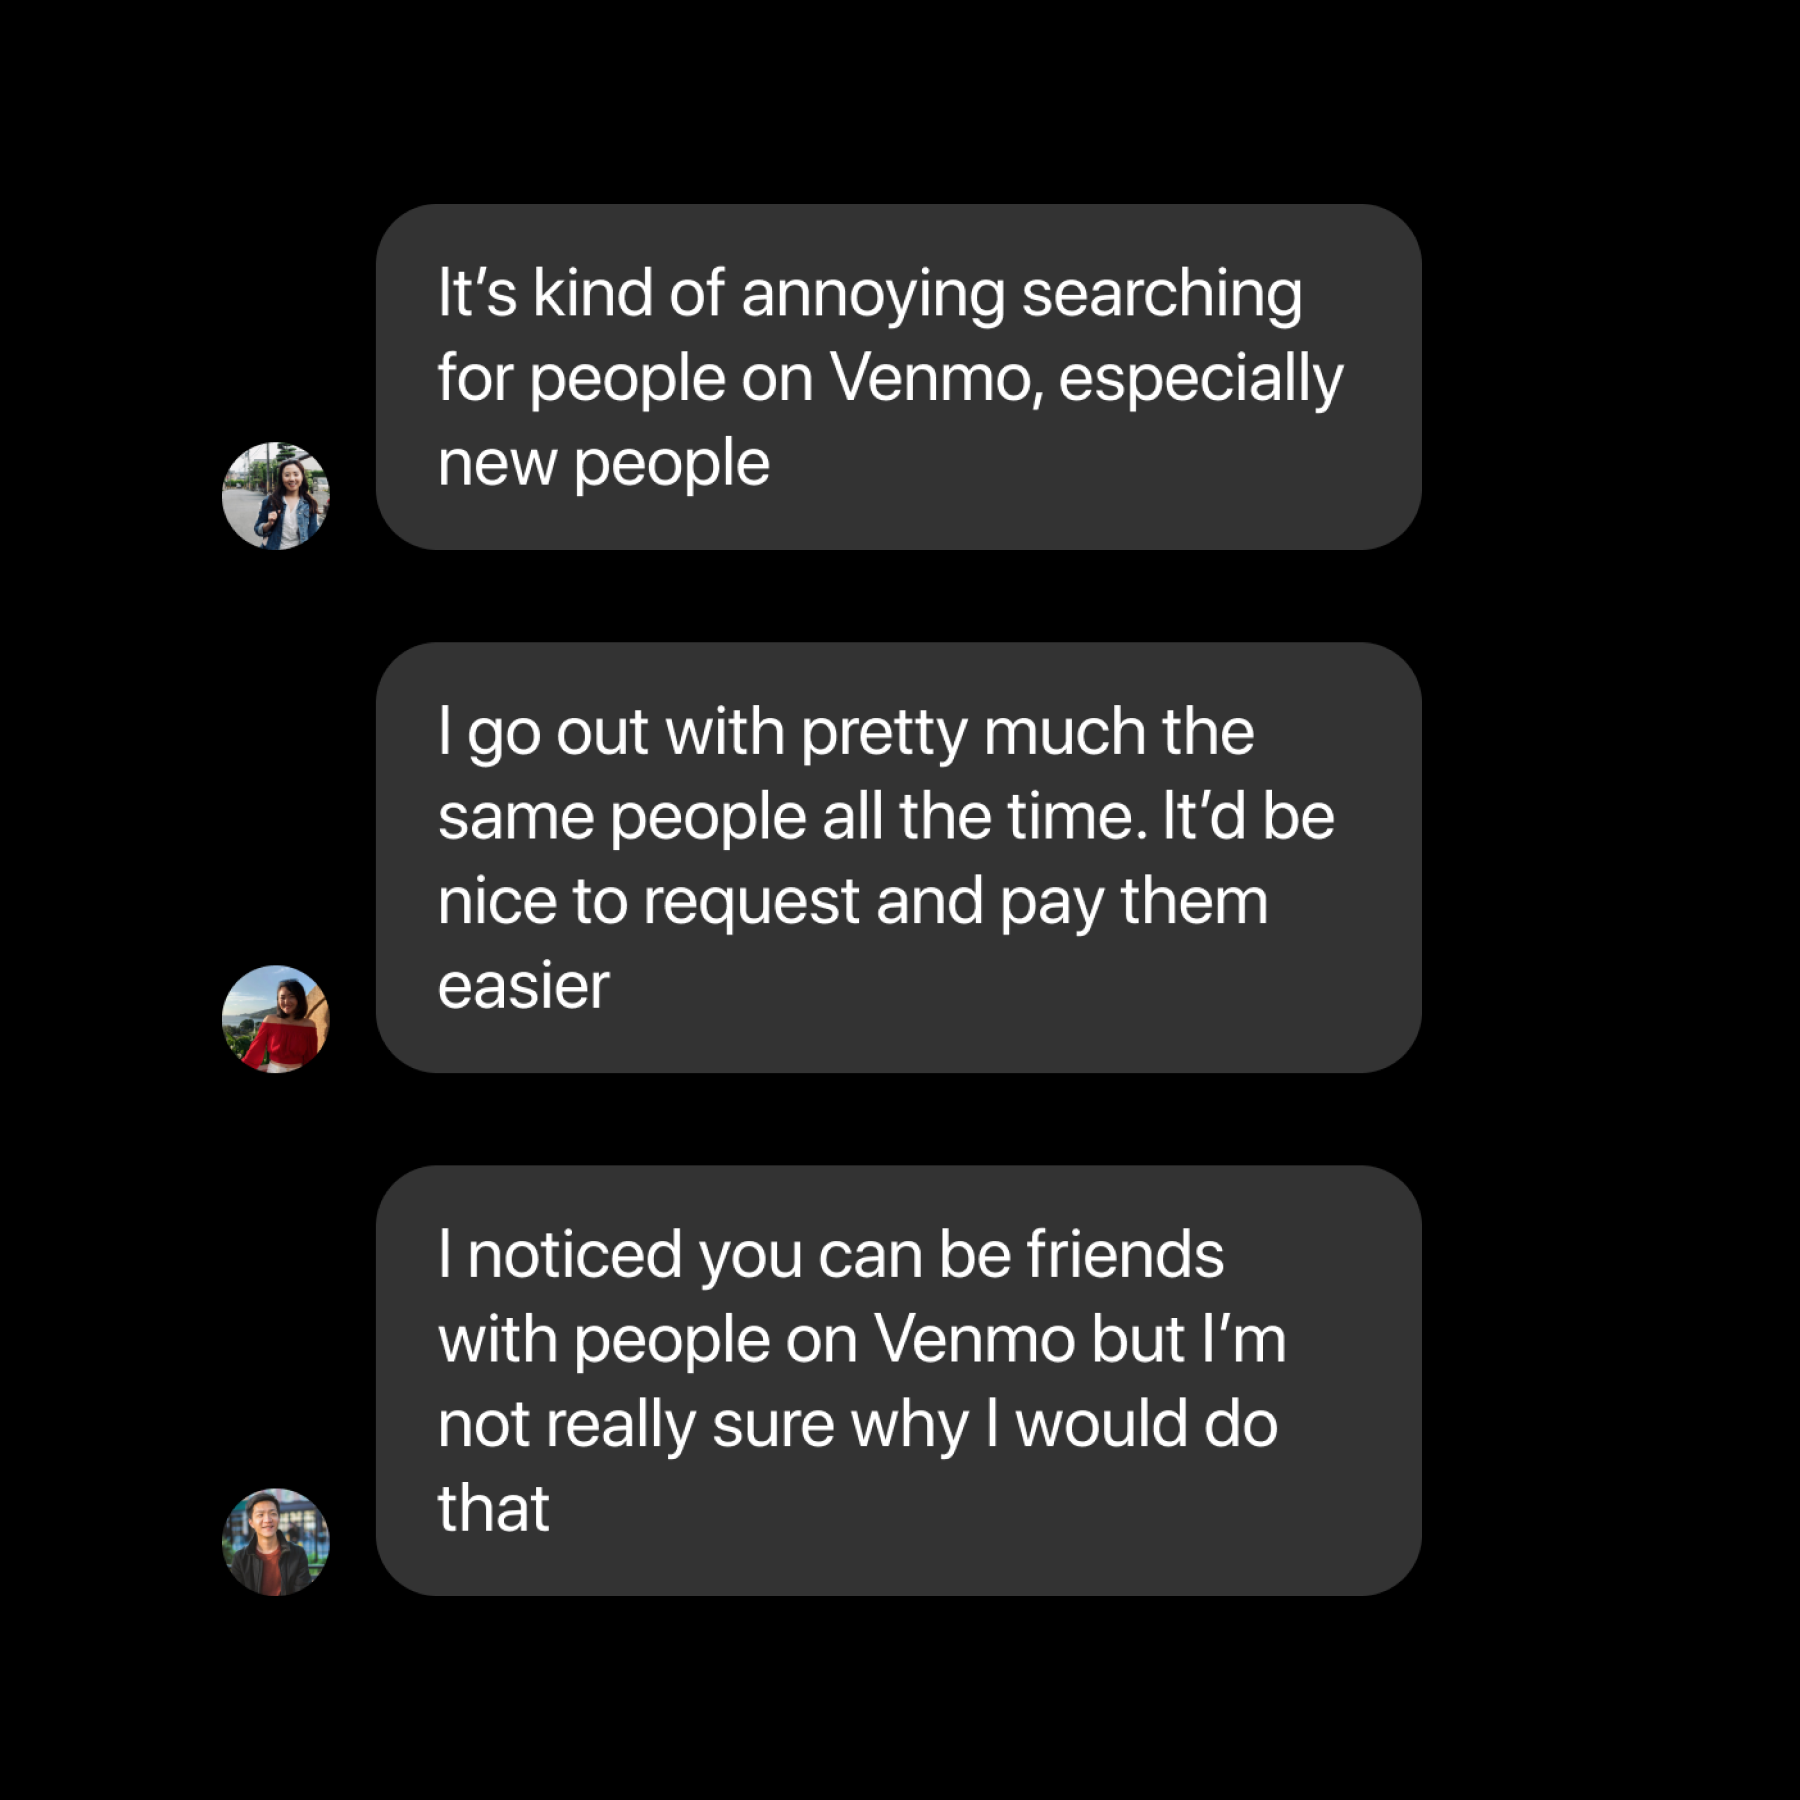 It’s kind of annoying searching
for people on Venmo, especially
new people
I go out with pretty much the
same people all the time. It’d be
nice to request and pay them
easier
I noticed you can be friends
with people on Venmo but I’m
not really sure why I would do
that